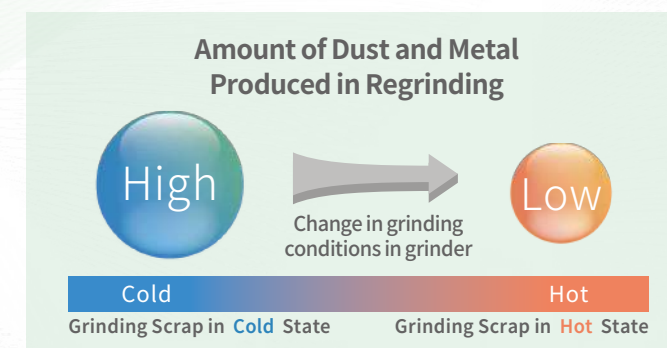 Amount of Dust and Metal
Produced in Regrinding
High
Low
Change in grinding
conditions in grinder
Cold
Hot
Grinding Scrap in Cold State
Grinding Scrap in Hot State